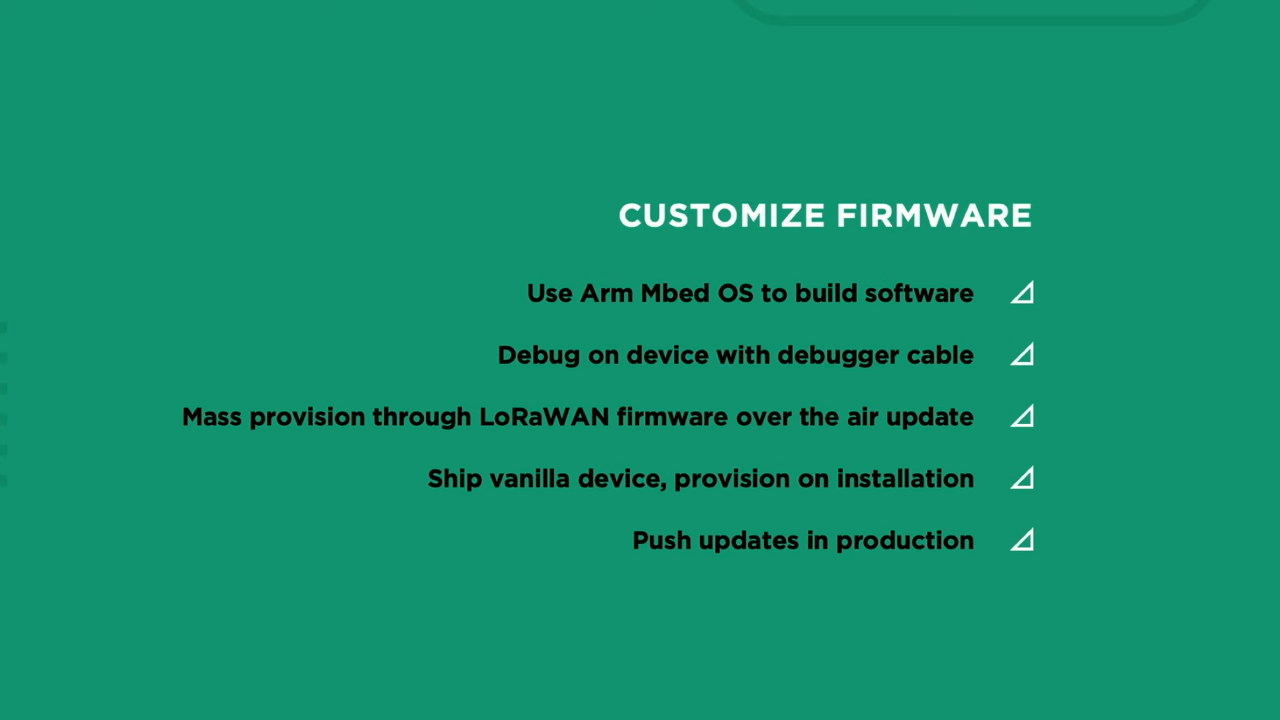 CUSTOMIZE FIRMWARE
Use Arm Mbed OS to build software
Debug on device with debugger cable
Mass provision through LoRaWAN firmware over the air update
Ship vanilla device, provision on installation
Push updates in production